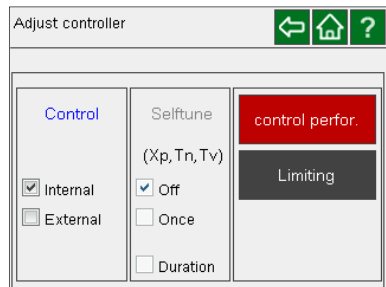 Adjust controller
?
Control
Internal
External
Selftune
(Xp,Tn,Tv)
Off
Once
Duration
control perfor.
Limiting